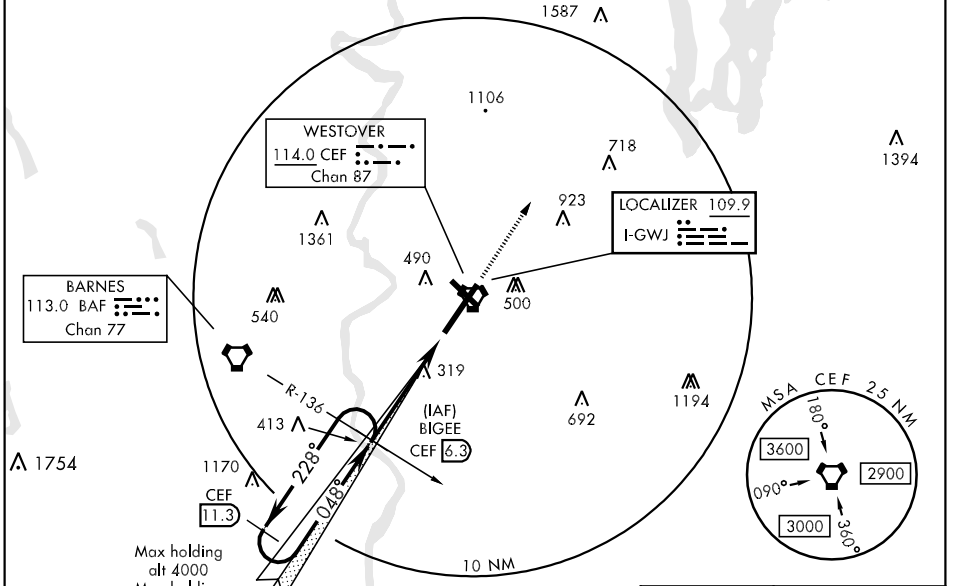 1587
1106
WESTOVER
114.0 CEF
Chan 87
718
1394
923
LOCALIZER 109.9
I-GWJ
1361
490
500
BARNES
113.0 BAF
Chan 77
540
319
R-136
(IAF)
BIGEE
CEF 6.3
413
692
1194
MSA CEF 25 NM
180°
3600
2900
090°
3000
360°
1754
1170
228°
048°
CEF
11.3
Max holding
alt 4000
10 NM